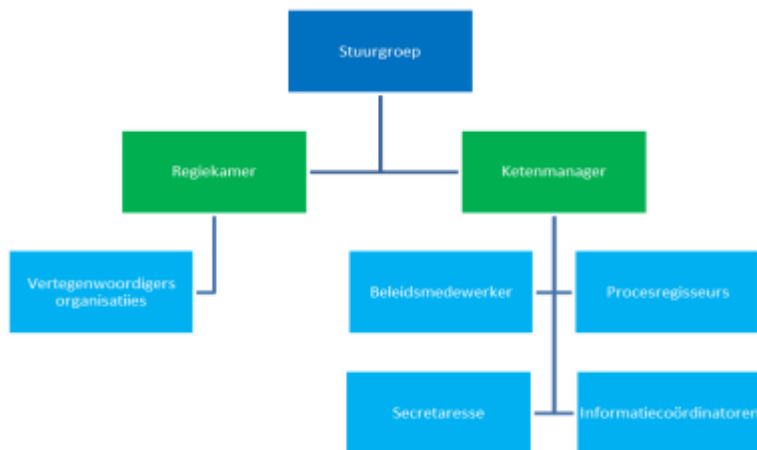 Stuurgroep
Regiekamer
Ketenmanager
Vertegenwoordigers
organisatiies
Beleidsmedewerker
Procesregisseurs
Secretaresse
Informatiecoördinatoren